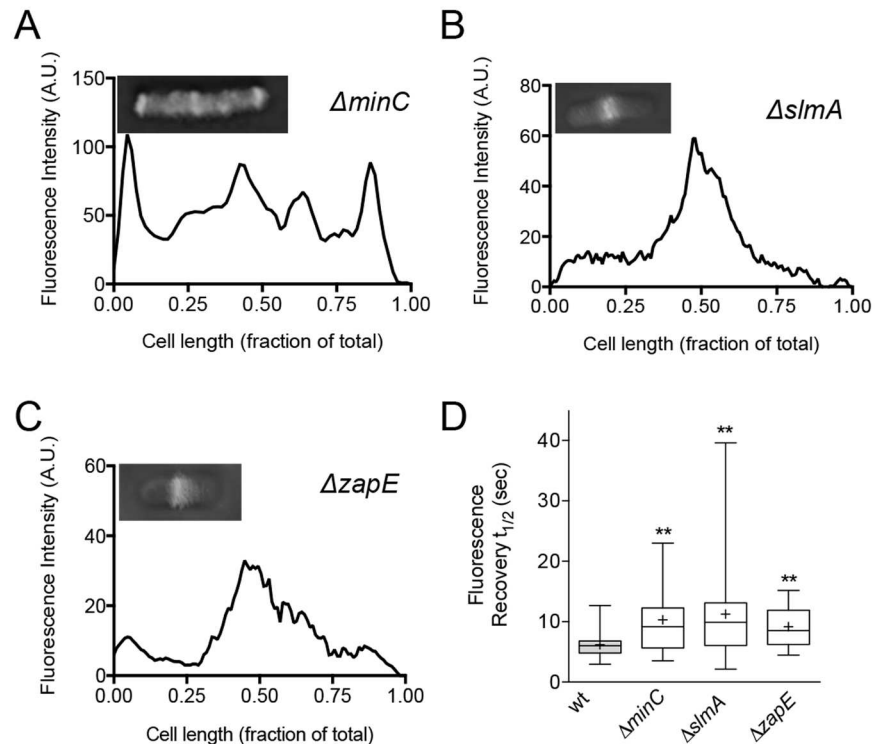 A
Fluorescence Intensity (A.U.)
150
100
50
0
ΔminC
0.00 0.25 0.50 0.75 1.00
Cell length (fraction of total)
B
Fluorescence Intensity (A.U.)
80
60
40
20
0
ΔslmA
0.00 0.25 0.50 0.75 1.00
Cell length (fraction of total)
C
Fluorescence Intensity (A.U.)
60
40
20
0
ΔzapE
0.00 0.25 0.50 0.75 1.00
Cell length (fraction of total)
D
Fluorescence
Recovery t1/2 (sec)
40
30
20
10
0
**
**
**
wt ΔminC ΔslmA ΔzapE